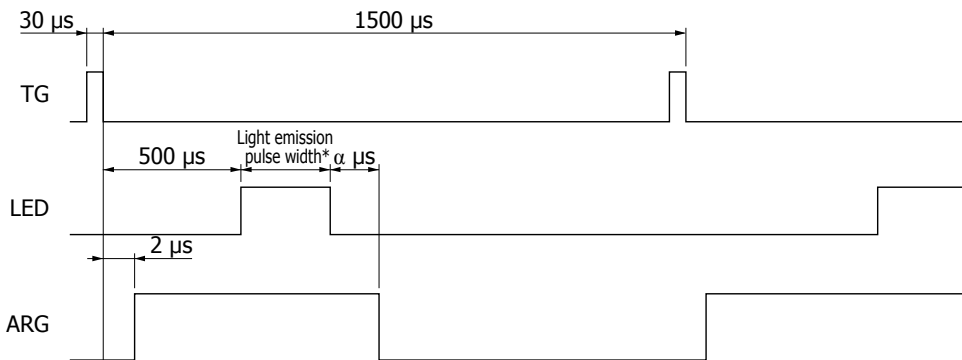 30 µs
1500 µs
TG
Light emission
pulse width* α µs
500 µs
LED
2 µs
ARG